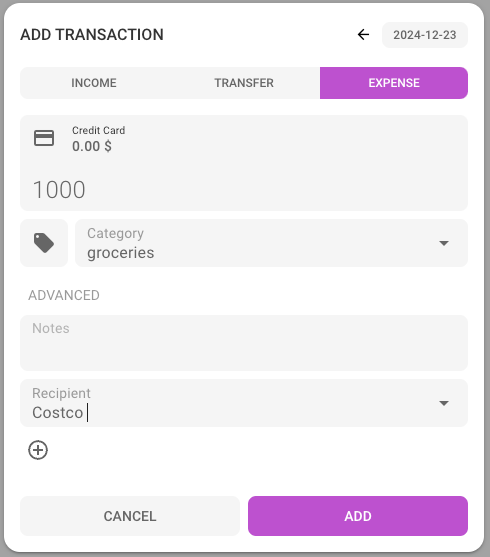 ADD TRANSACTION
2024-12-23
INCOME
TRANSFER
EXPENSE
Credit Card
0.00 $
1000
Category
groceries
ADVANCED
Notes
Recipient
Costco
CANCEL
ADD